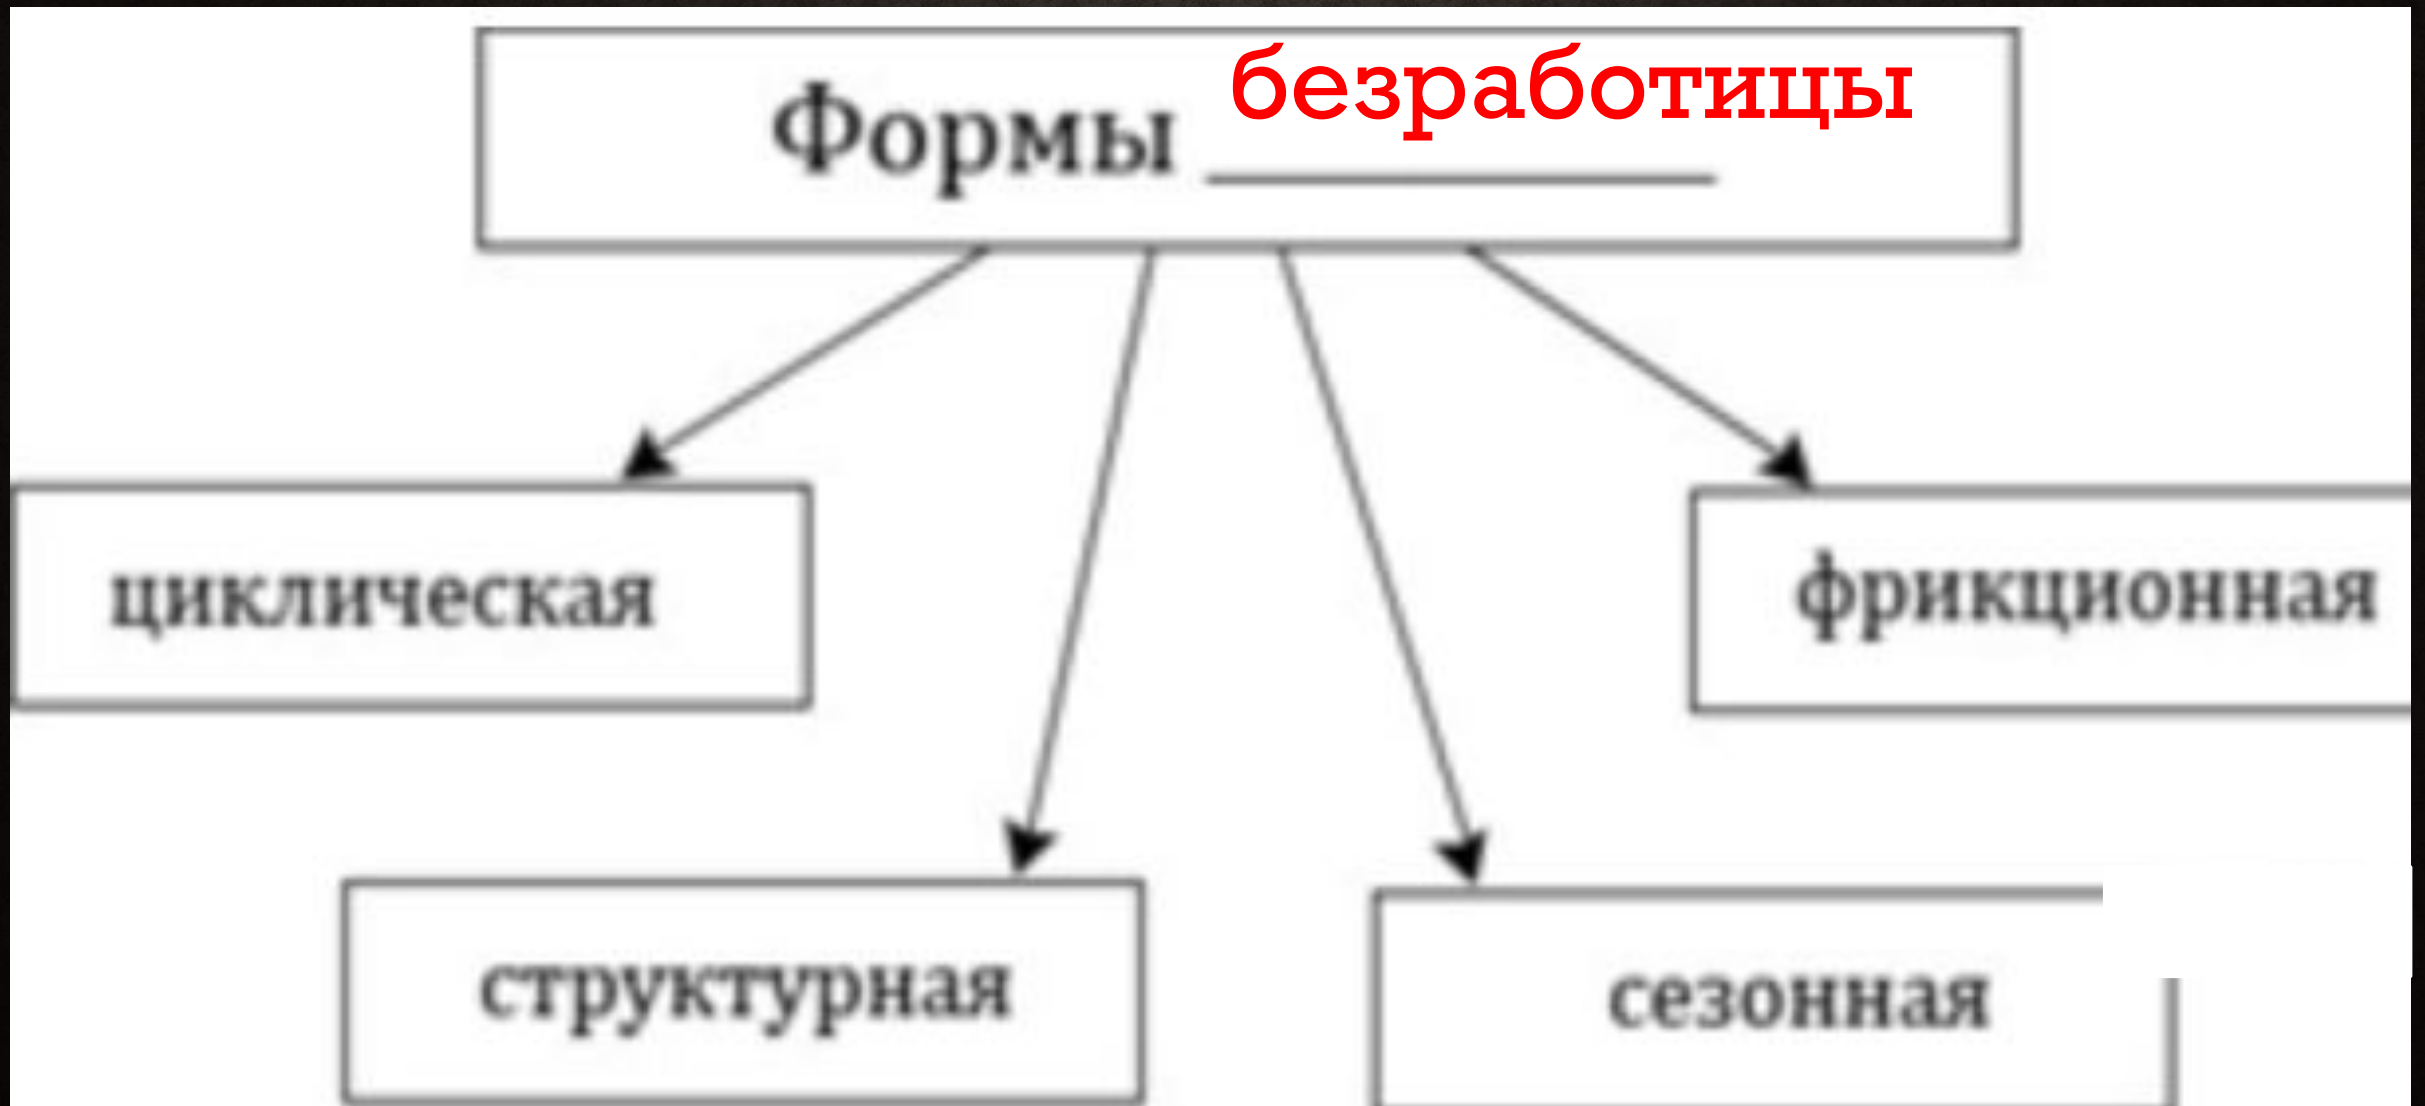 Формы безработицы
циклическая
фрикционная
структурная
сезонная